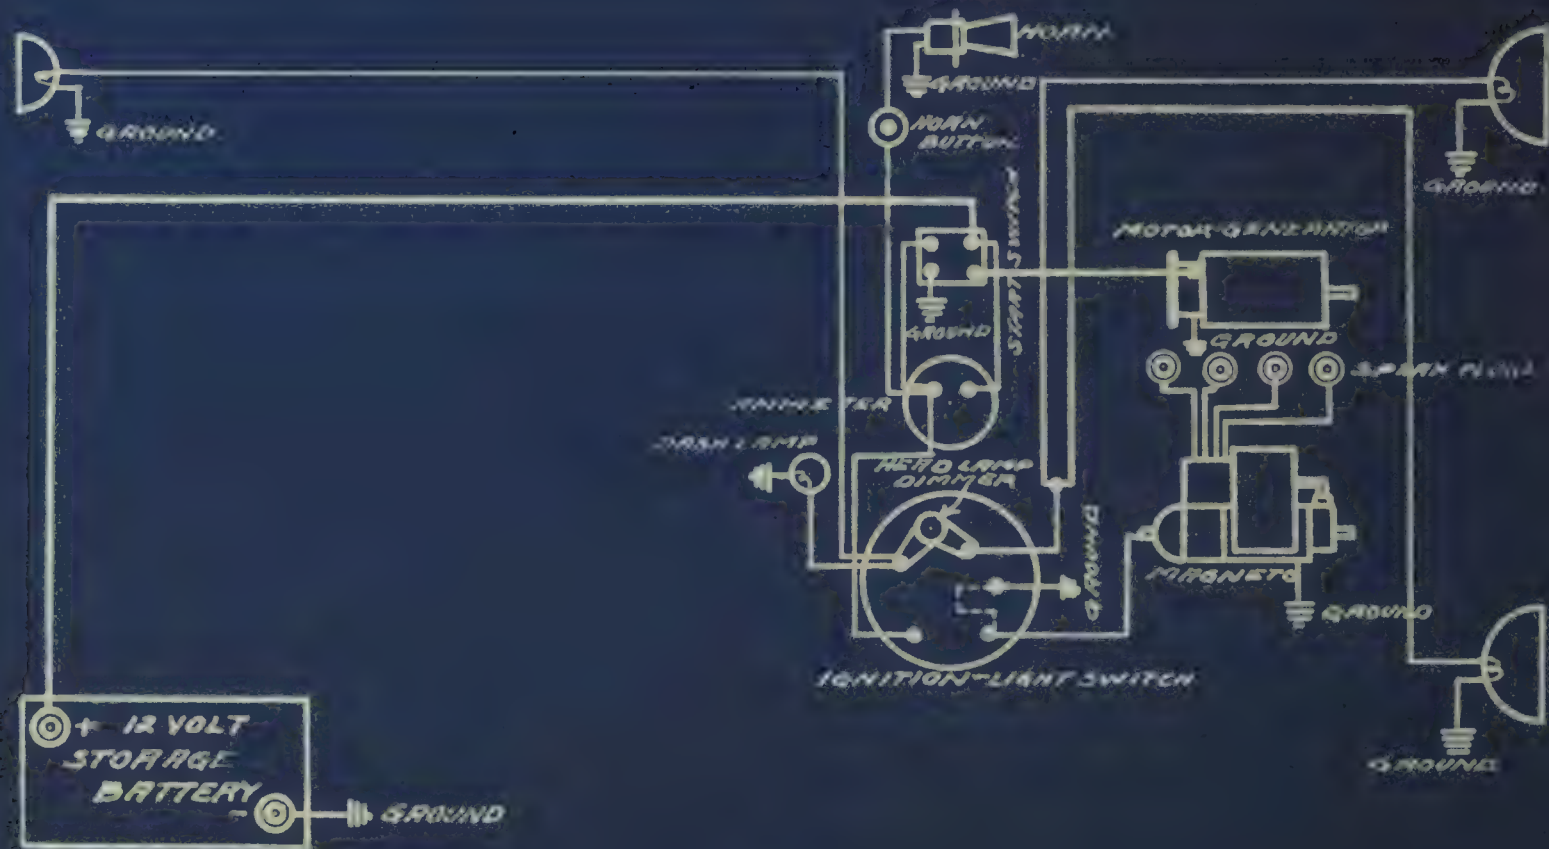 HORN
GROUND
GROUND
HORN
BUTTON
START SWITCH
GROUND
MOTOR-GENERATOR
GROUND
GROUND
SPARK PLUGS
AMMETER
DASH LAMP
HEAD LAMP
DIMMER
GROUND
MAGNETO
GROUND
IGNITION-LIGHT SWITCH
+ 12 VOLT
STORAGE
BATTERY
-
GROUND
GROUND